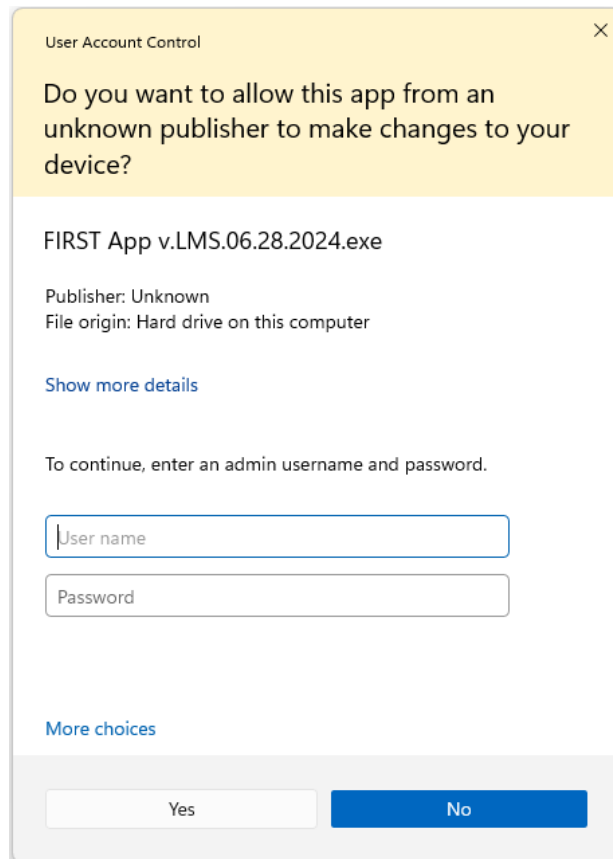 User Account Control
Do you want to allow this app from an
unknown publisher to make changes to your
device?
FIRST App v.LMS.06.28.2024.exe
Publisher: Unknown
File origin: Hard drive on this computer
Show more details
To continue, enter an admin username and password.
User name
Password
More choices
Yes
No